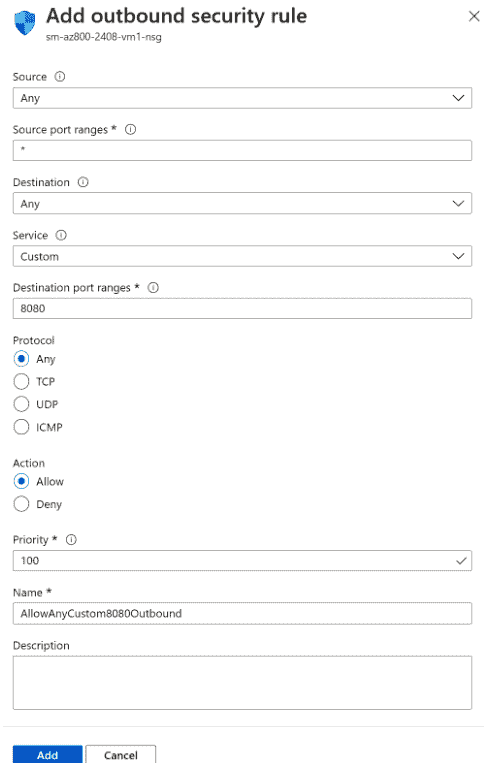 Add outbound security rule
sm-az800-2408-vm1-nsg
Source
Any
Source port ranges *
*
Destination
Any
Service
Custom
Destination port ranges *
8080
Protocol
Any
TCP
UDP
ICMP
Action
Allow
Deny
Priority *
100
Name *
AllowAnyCustom8080Outbound
Description
Add Cancel